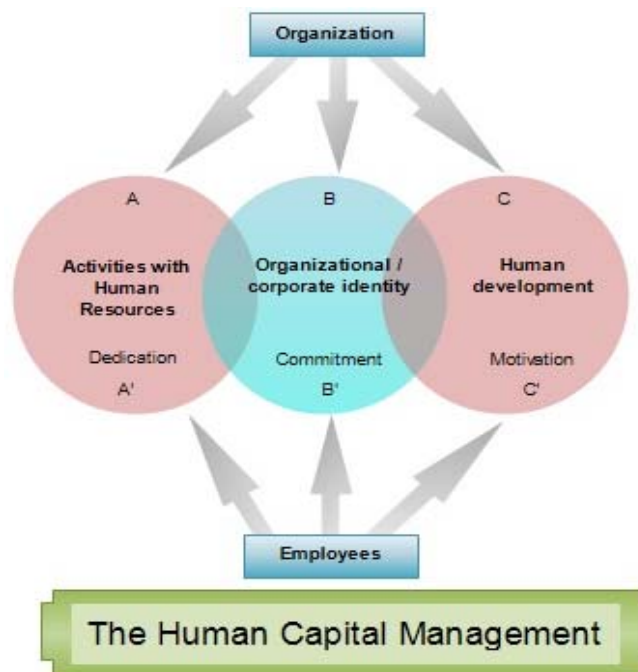 Organization
A
B
C
Activities with
Human
Resources
Organizational /
corporate identity
Human
development
Dedication
Commitment
Motivation
A'
B'
C'
Employees
The Human Capital Management